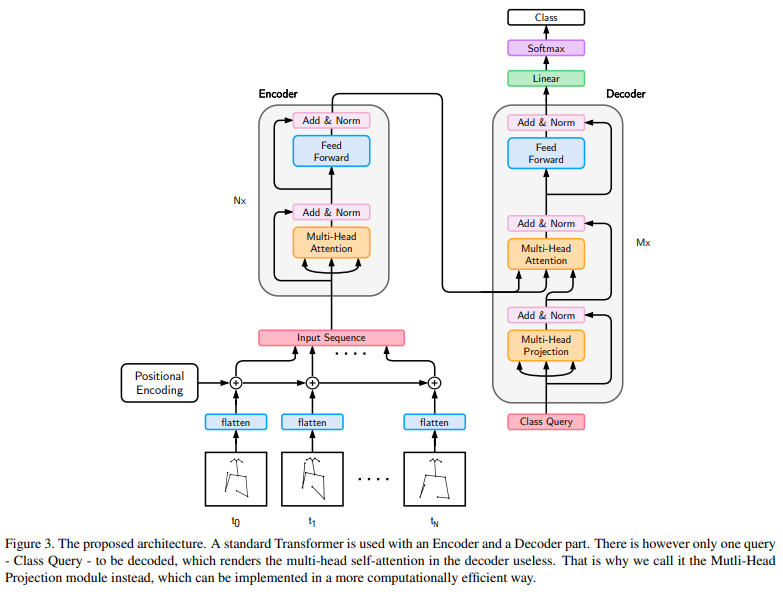 Class
Softmax
Linear
Encoder
Decoder
Add & Norm
Feed
Forward
Nx
Add & Norm
Multi-Head
Attention
Add & Norm
Feed
Forward
Add & Norm
Multi-Head
Attention
Mx
Add & Norm
Multi-Head
Projection
Class Query
Input Sequence
Positional
Encoding
+
+
+
flatten
flatten
flatten
t0
t1
tN
Figure 3. The proposed architecture. A standard Transformer is used with an Encoder and a Decoder part. There is however only one query
- Class Query - to be decoded, which renders the multi-head self-attention in the decoder useless. That is why we call it the Mutli-Head
Projection module instead, which can be implemented in a more computationally efficient way.